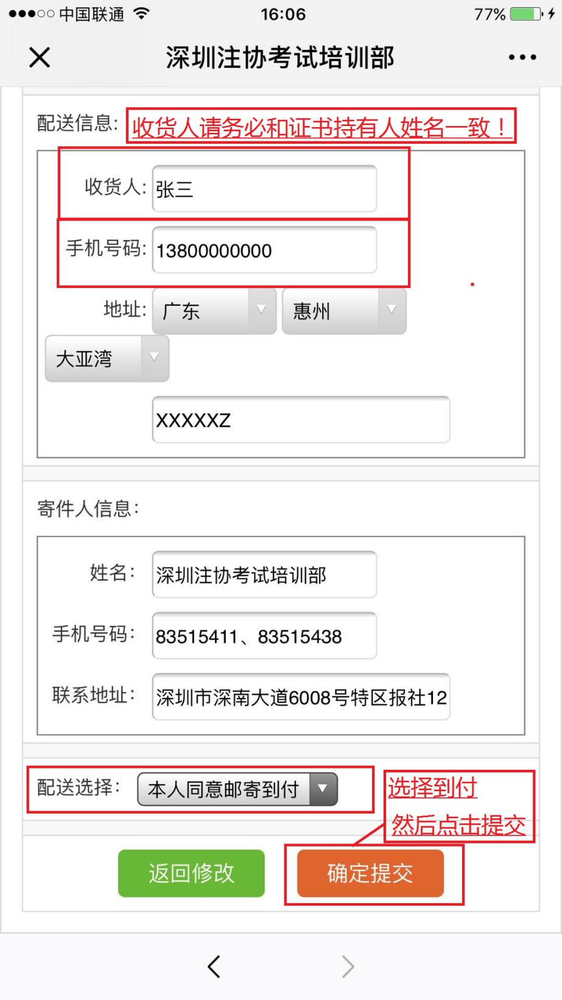 中国联通 16:06 77%
深圳注协考试培训部
配送信息: 收货人请务必和证书持有人姓名一致！
收货人: 张三
手机号码: 13800000000
地址: 广东 惠州
大亚湾
XXXXXZ
寄件人信息：
姓名： 深圳注协考试培训部
手机号码： 83515411、83515438
联系地址： 深圳市深南大道6008号特区报社12
配送选择： 本人同意邮寄到付
选择到付
然后点击提交
返回修改 确定提交